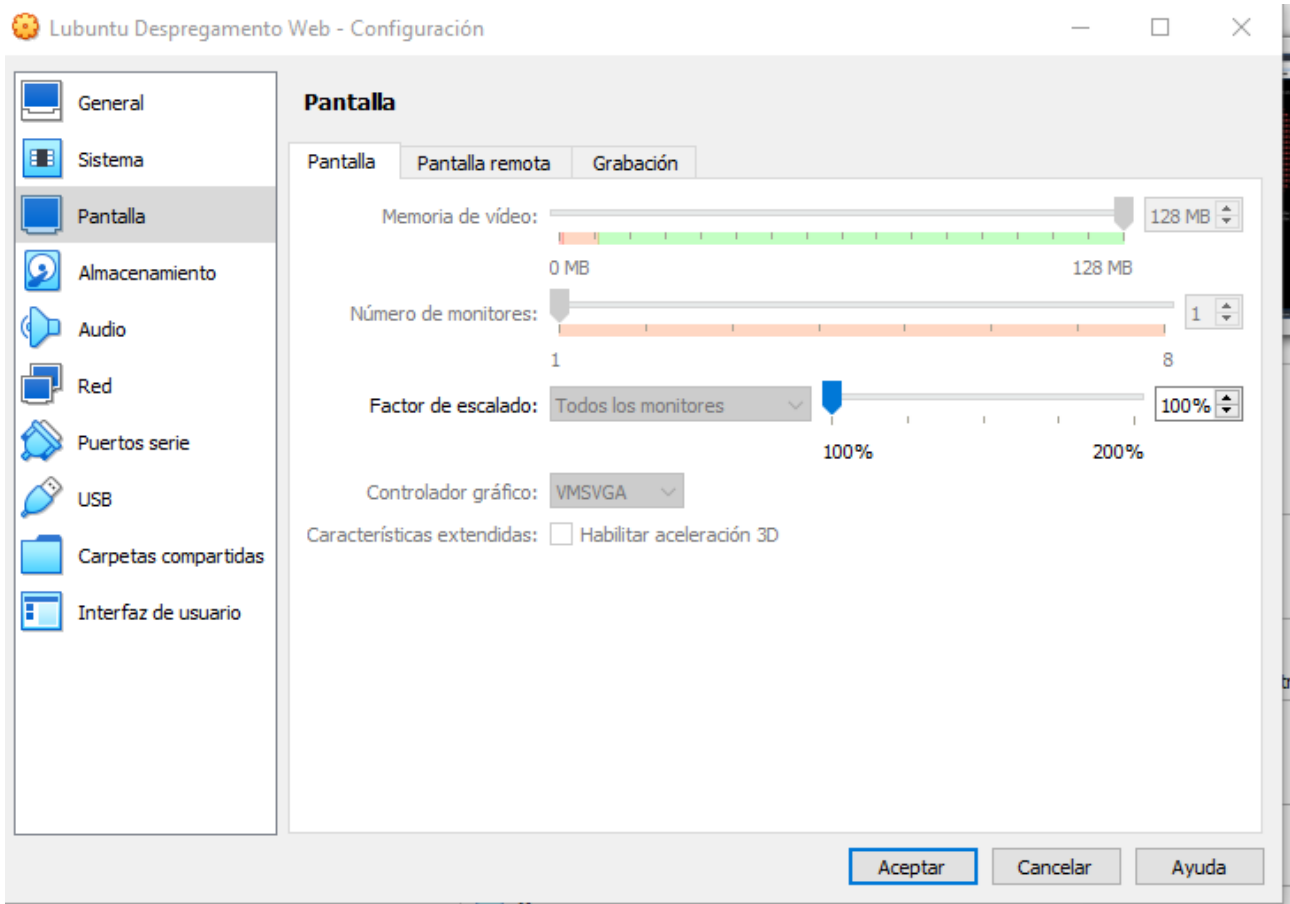 Lubuntu Despregamento Web - Configuración
General
Sistema
Pantalla
Almacenamiento
Audio
Red
Puertos serie
USB
Carpetas compartidas
Interfaz de usuario
Pantalla
Pantalla Pantalla remota Grabación
Memoria de vídeo: 128 MB
0 MB 128 MB
Número de monitores: 1
1 8
Factor de escalado: Todos los monitores 100%
100% 200%
Controlador gráfico: VMSVGA
Características extendidas: Habilitar aceleración 3D
Aceptar Cancelar Ayuda